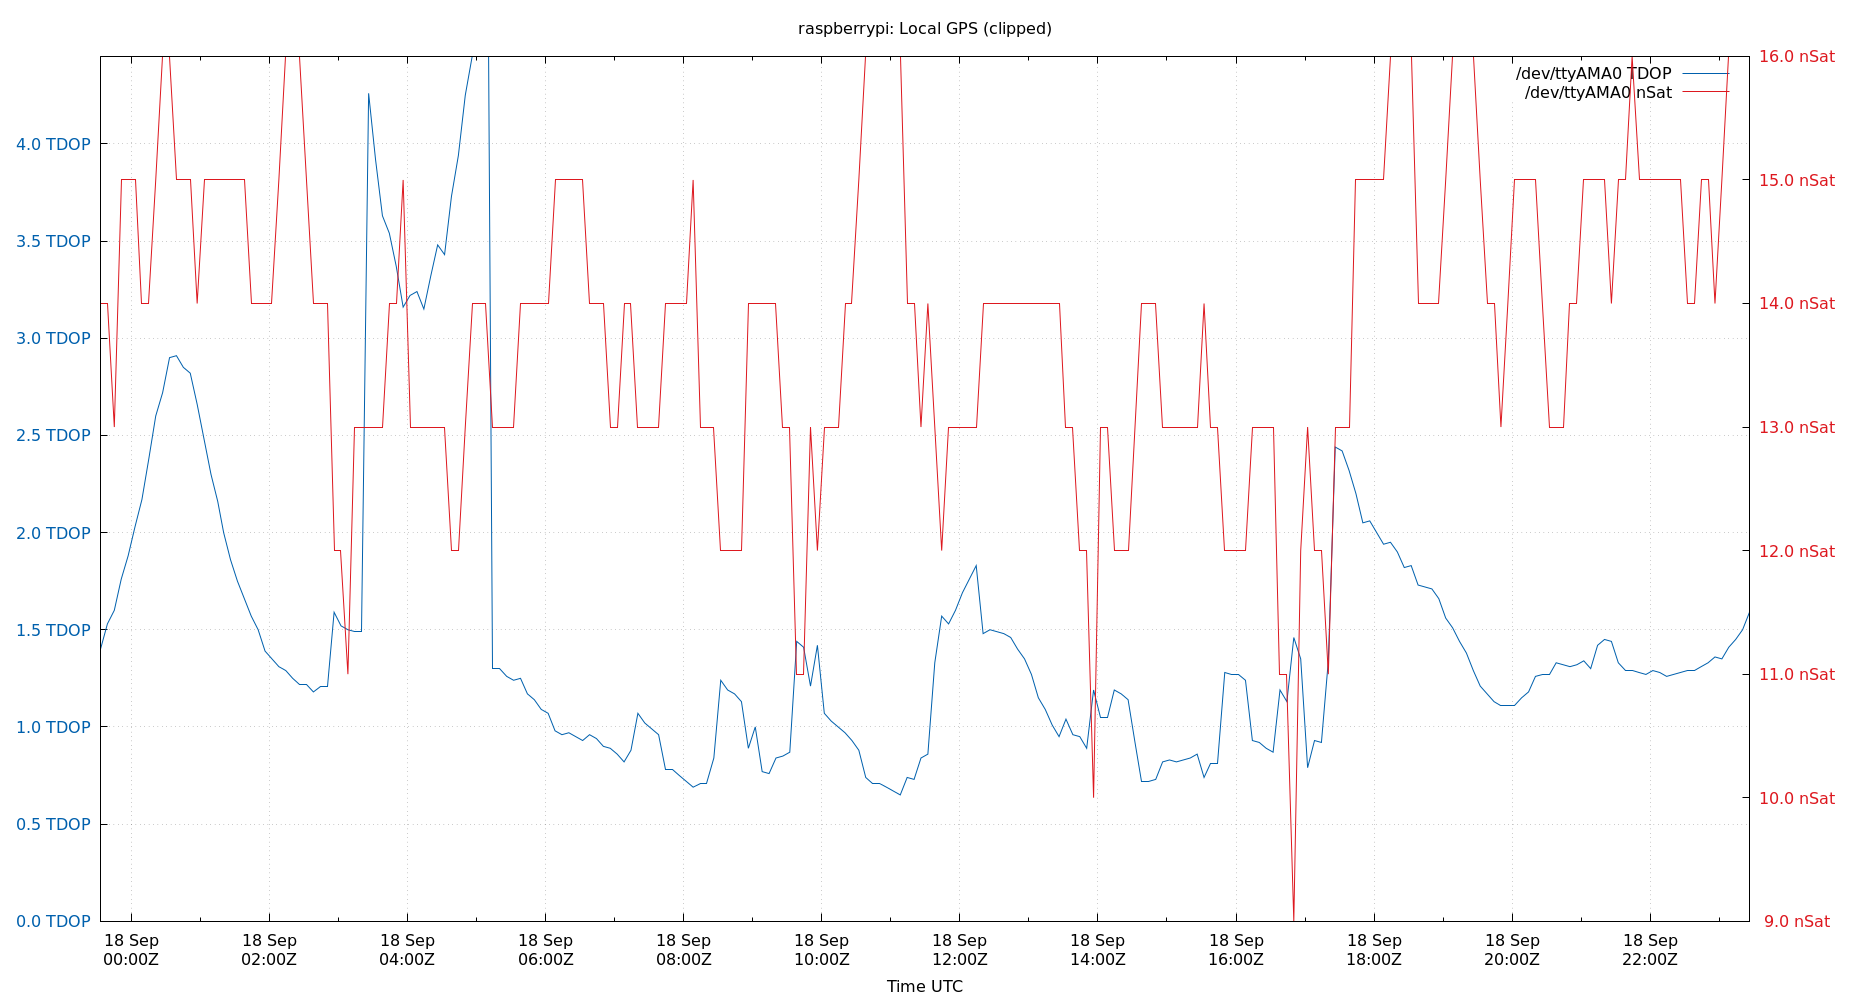 raspberrypi: Local GPS (clipped)
/dev/ttyAMA0 TDOP
/dev/ttyAMA0 nSat
4.0 TDOP
3.5 TDOP
3.0 TDOP
2.5 TDOP
2.0 TDOP
1.5 TDOP
1.0 TDOP
0.5 TDOP
0.0 TDOP
16.0 nSat
15.0 nSat
14.0 nSat
13.0 nSat
12.0 nSat
11.0 nSat
10.0 nSat
9.0 nSat
18 Sep
00:00Z
18 Sep
02:00Z
18 Sep
04:00Z
18 Sep
06:00Z
18 Sep
08:00Z
18 Sep
10:00Z
18 Sep
12:00Z
18 Sep
14:00Z
18 Sep
16:00Z
18 Sep
18:00Z
18 Sep
20:00Z
18 Sep
22:00Z
Time UTC